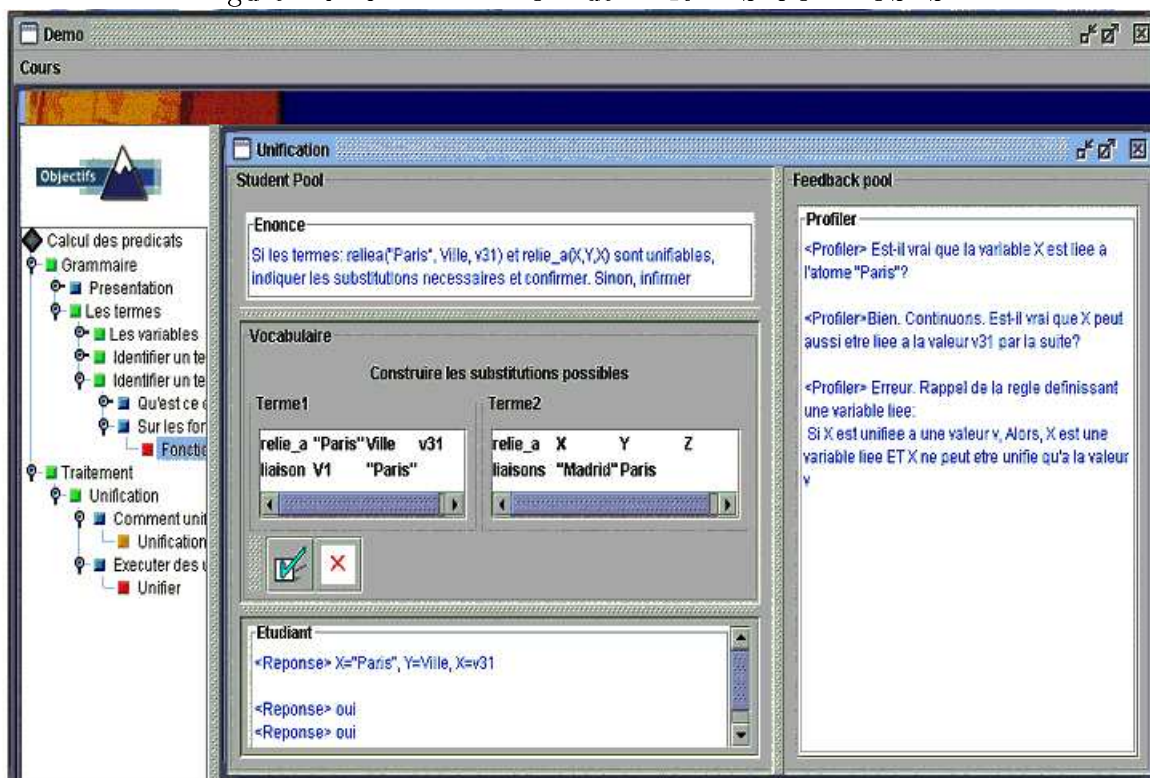 Demo
Cours
Objectifs
Calcul des predicats
Grammaire
Presentation
Les termes
Les variables
Identifier un te
Identifier un te
Qu'est ce
Sur les for
Fonctic
Traitement
Unification
Comment unif
Unification
Executer des
Unifier
Unification
Student Pool
Enonce
Si les termes: reliea("Paris", Ville, v31) et relie_a(X,Y,X) sont unifiables,
indiquer les substitutions necessaires et confirmer. Sinon, infirmer
Vocabulaire
Construire les substitutions possibles
Terme1
relie_a "Paris" Ville v31
liaison V1 "Paris"
Terme2
relie_a X Y Z
liaisons "Madrid" Paris
Etudiant
<Reponse> X="Paris", Y=Ville, X=v31
<Reponse> oui
<Reponse> oui
Feedback pool
Profiler
<Profiler> Est-il vrai que la variable X est liee a
l'atome "Paris"?
<Profiler>Bien. Continuons. Est-il vrai que X peut
aussi etre liee a la valeur v31 par la suite?
<Profiler> Erreur. Rappel de la regle definissant
une variable liee:
Si X est unifiee a une valeur v, Alors, X est une
variable liee ET X ne peut etre unifie qu'a la valeur
v